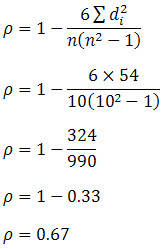 ρ = 1 − 6 ∑ d_i^2 / n(n^2 − 1)
ρ = 1 − 6 × 54 / 10(10^2 − 1)
ρ = 1 − 324 / 990
ρ = 1 − 0.33
ρ = 0.67